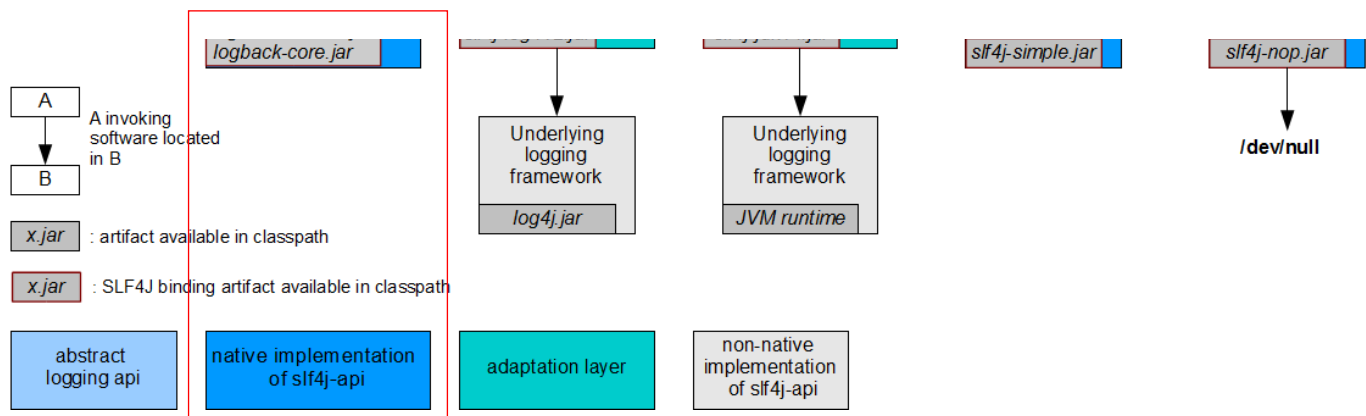 logback-core.jar
slf4j-simple.jar
slf4j-nop.jar
A
A invoking
software located
in B
B
Underlying
logging
framework
log4j.jar
Underlying
logging
framework
JVM runtime
/dev/null
x.jar : artifact available in classpath
x.jar : SLF4J binding artifact available in classpath
abstract
logging api
native implementation
of slf4j-api
adaptation layer
non-native
implementation
of slf4j-api